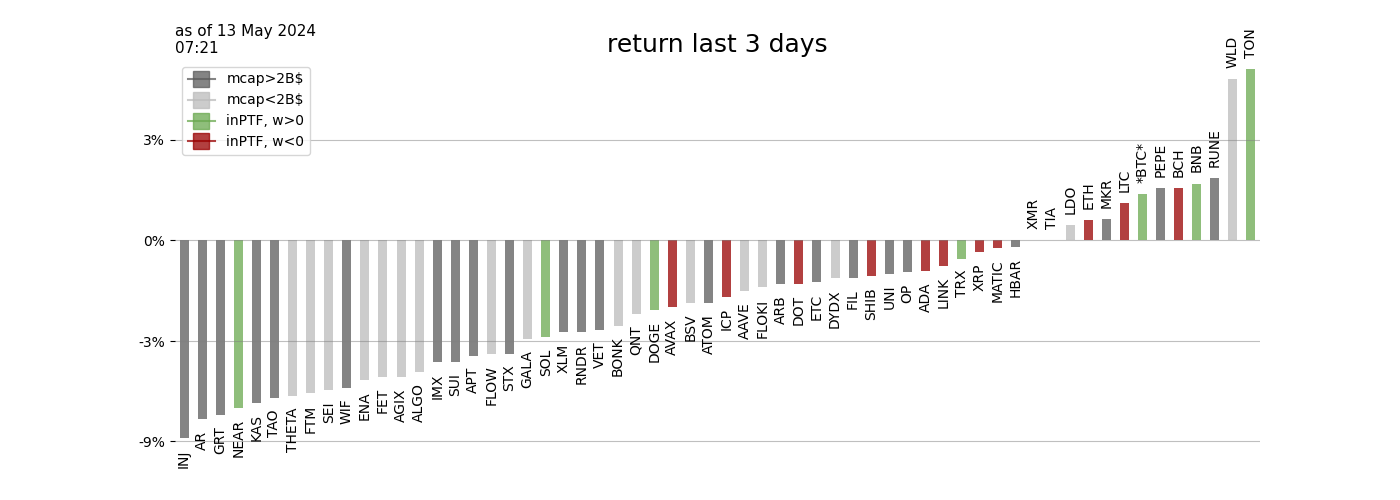 as of 13 May 2024
07:21
return last 3 days
mcap>2B$
mcap<2B$
inPTF, w>0
inPTF, w<0
3%
0%
-3%
-9%
INJ
AR
GRT
NEAR
KAS
TAO
THETA
FTM
SEI
WIF
ENA
FET
AGIX
ALGO
IMX
SUI
APT
FLOW
STX
GALA
SOL
XLM
RNDR
VET
BONK
QNT
DOGE
AVAX
BSV
ATOM
ICP
AAVE
FLOKI
ARB
DOT
ETC
DYDX
FIL
SHIB
UNI
OP
ADA
LINK
TRX
XRP
MATIC
HBAR
XMR
TIA
LDO
ETH
MKR
LTC
*BTC*
PEPE
BCH
BNB
RUNE
WLD
TON